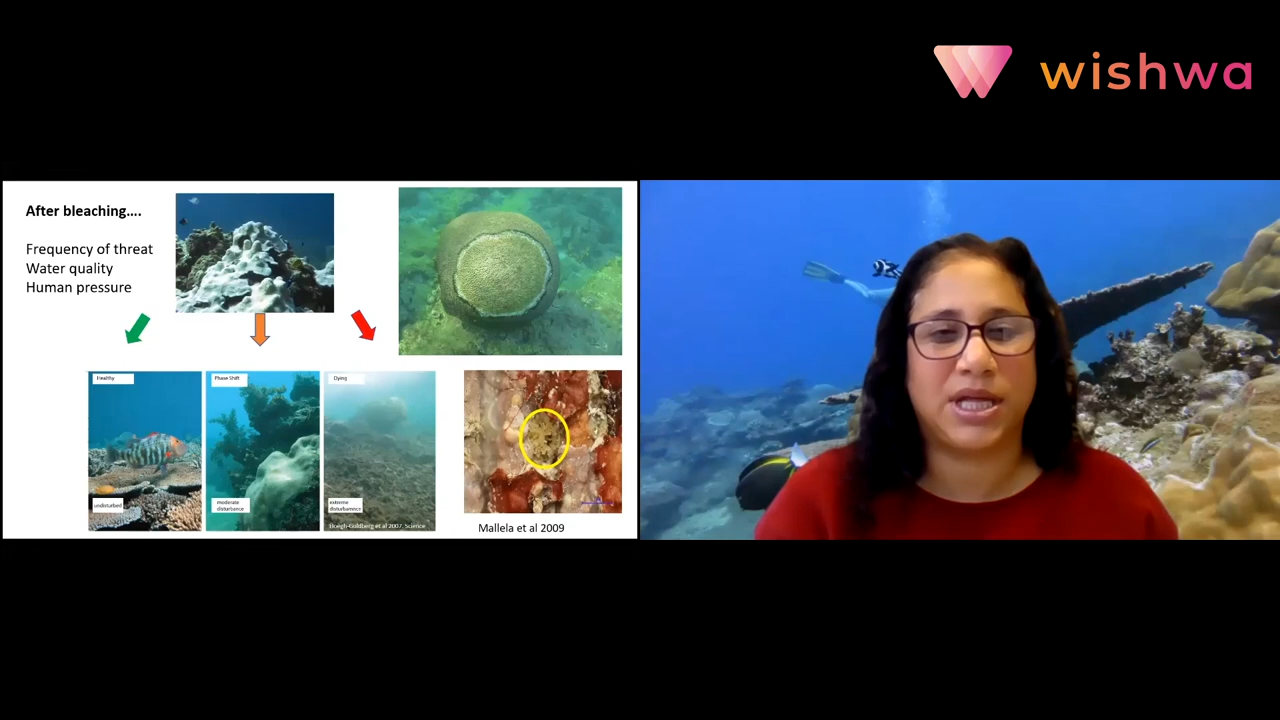 wishwa
After bleaching....
Frequency of threat
Water quality
Human pressure
Healthy
Phase Shift
Dying
undisturbed
moderate
disturbance
extreme
disturbamnce
Hoegh-Guldberg et al 2007, Science
Mallela et al 2009